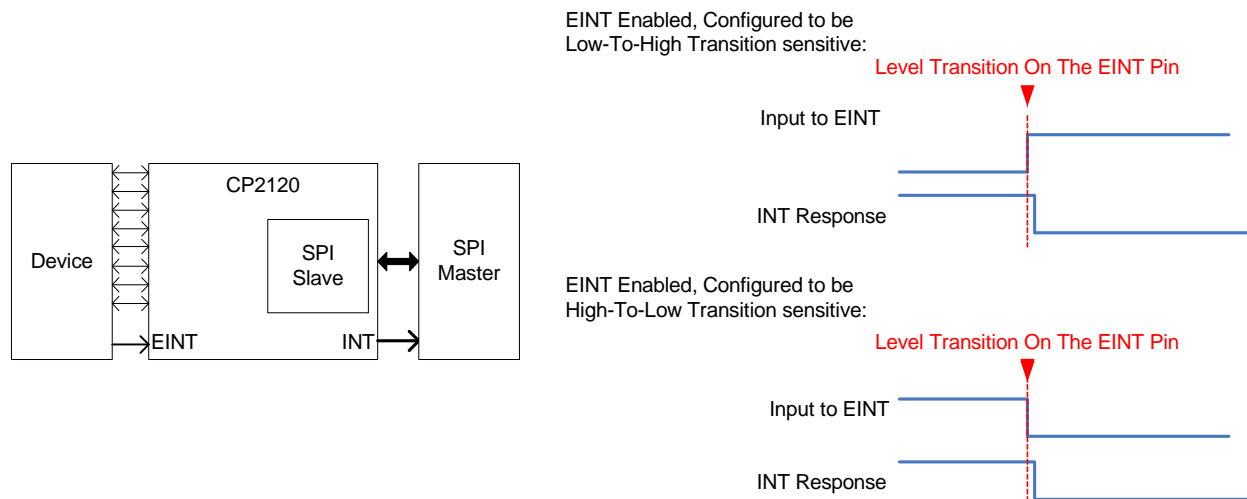 EINT Enabled, Configured to be
Low-To-High Transition sensitive:
Level Transition On The EINT Pin
Input to EINT
INT Response
CP2120
Device
SPI
Slave
SPI
Master
EINT
INT
EINT Enabled, Configured to be
High-To-Low Transition sensitive:
Level Transition On The EINT Pin
Input to EINT
INT Response